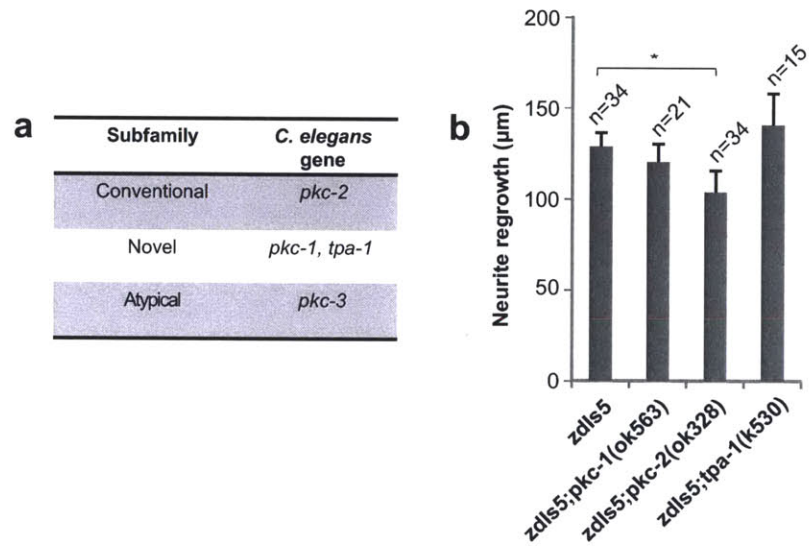 a
Subfamily C. elegans
gene
Conventional pkc-2
Novel pkc-1, tpa-1
Atypical pkc-3
b
Neurite regrowth (µm)
200
150
100
50
0
*
n=34
n=21
n=34
n=15
zdIs5
zdIs5;pkc-1(ok563)
zdIs5;pkc-2(ok328)
zdIs5;tpa-1(k530)